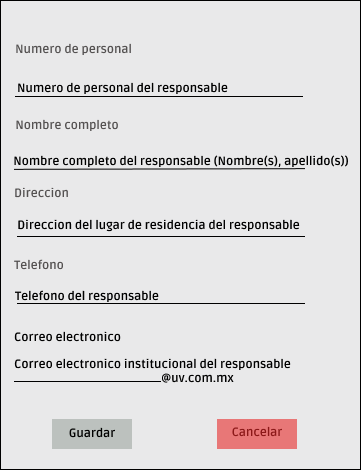 Numero de personal
Numero de personal del responsable
Nombre completo
Nombre completo del responsable (Nombre(s), apellido(s))
Direccion
Direccion del lugar de residencia del responsable
Telefono
Telefono del responsable
Correo electronico
Correo electronico institucional del responsable
@uv.com.mx
Guardar Cancelar